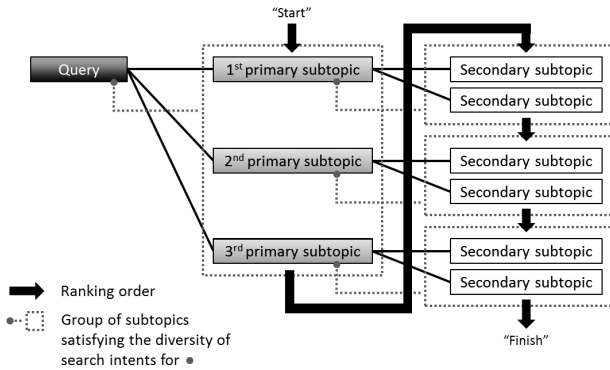 "Start"
Query
1st primary subtopic
Secondary subtopic
Secondary subtopic
2nd primary subtopic
Secondary subtopic
Secondary subtopic
3rd primary subtopic
Secondary subtopic
Secondary subtopic
Ranking order
Group of subtopics
satisfying the diversity of
search intents for
"Finish"